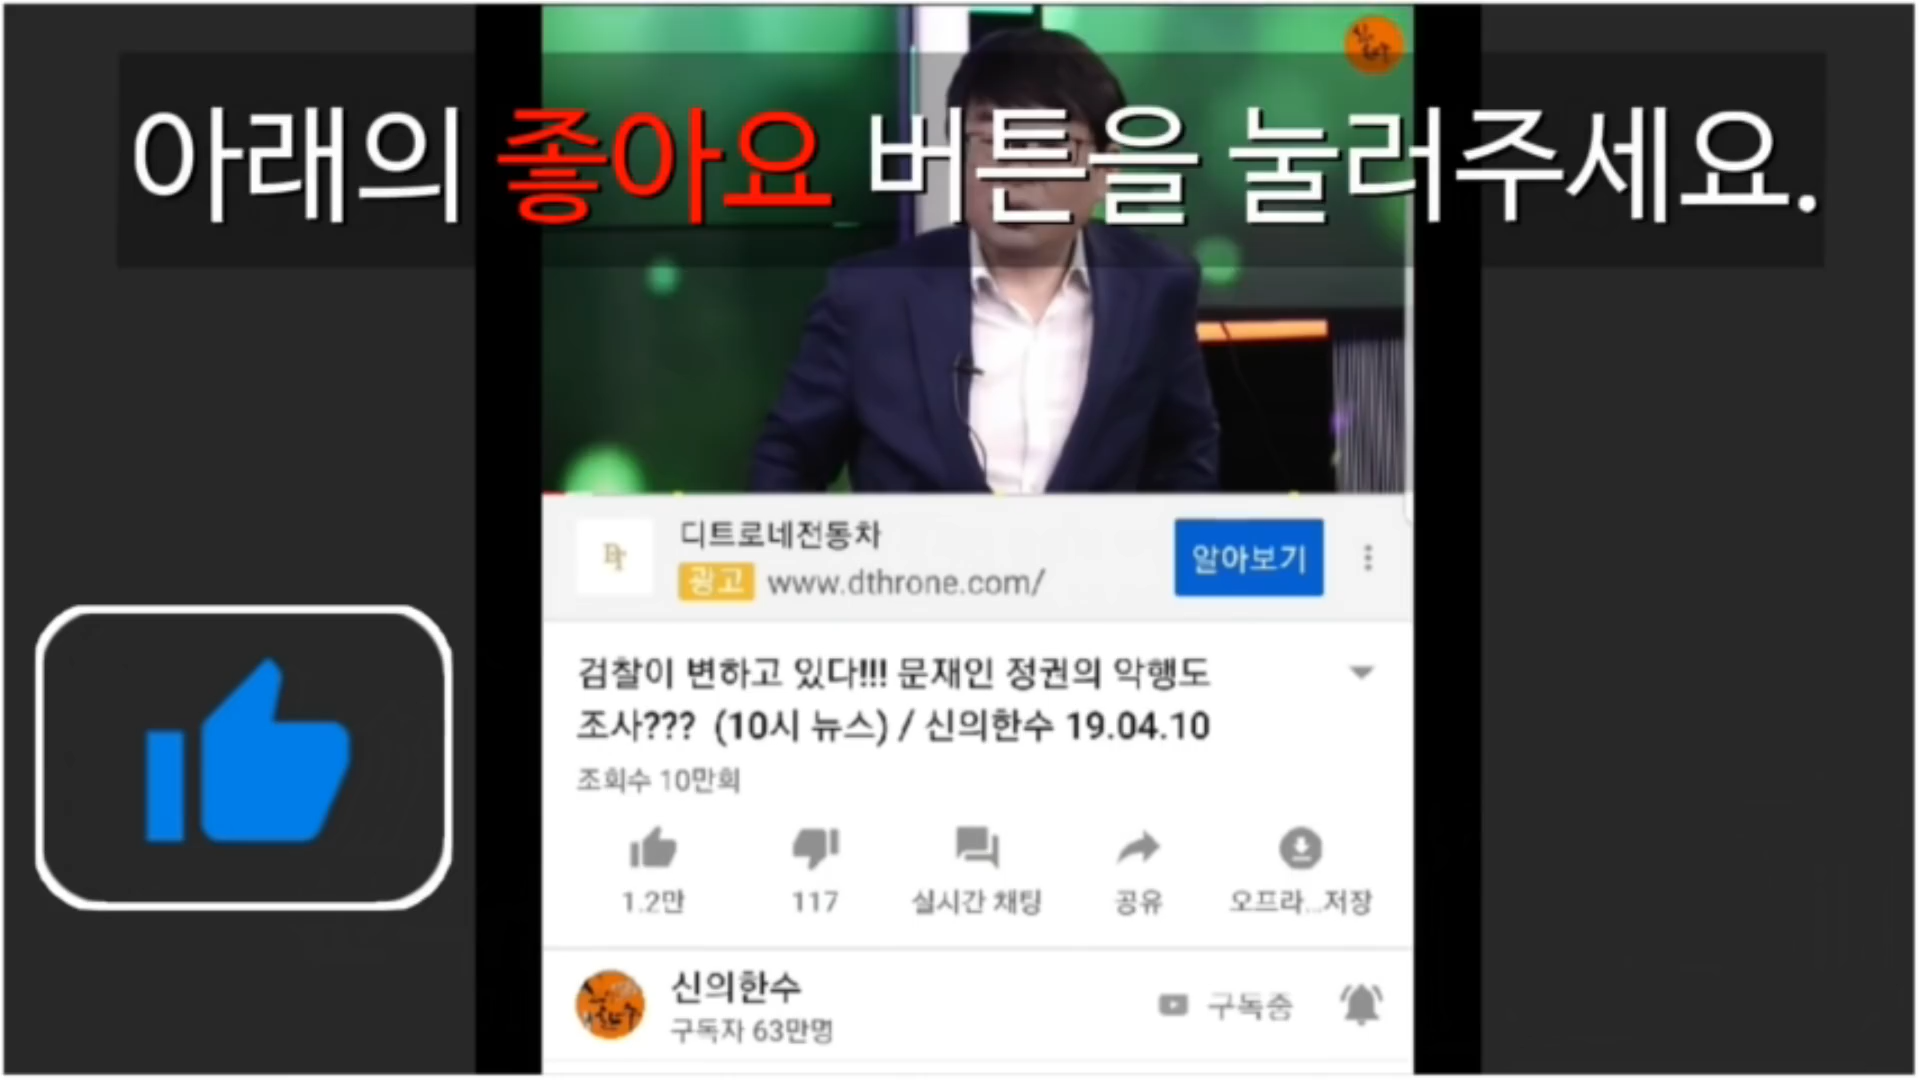 아래의 좋아요 버튼을 눌러주세요.
디트로네전동차
광고 www.dthrone.com/
알아보기
검찰이 변하고 있다!!! 문재인 정권의 악행도
조사??? (10시 뉴스) / 신의한수 19.04.10
조회수 10만회
1.2만 117 실시간 채팅 공유 오프라...저장
신의한수
구독자 63만명
구독중